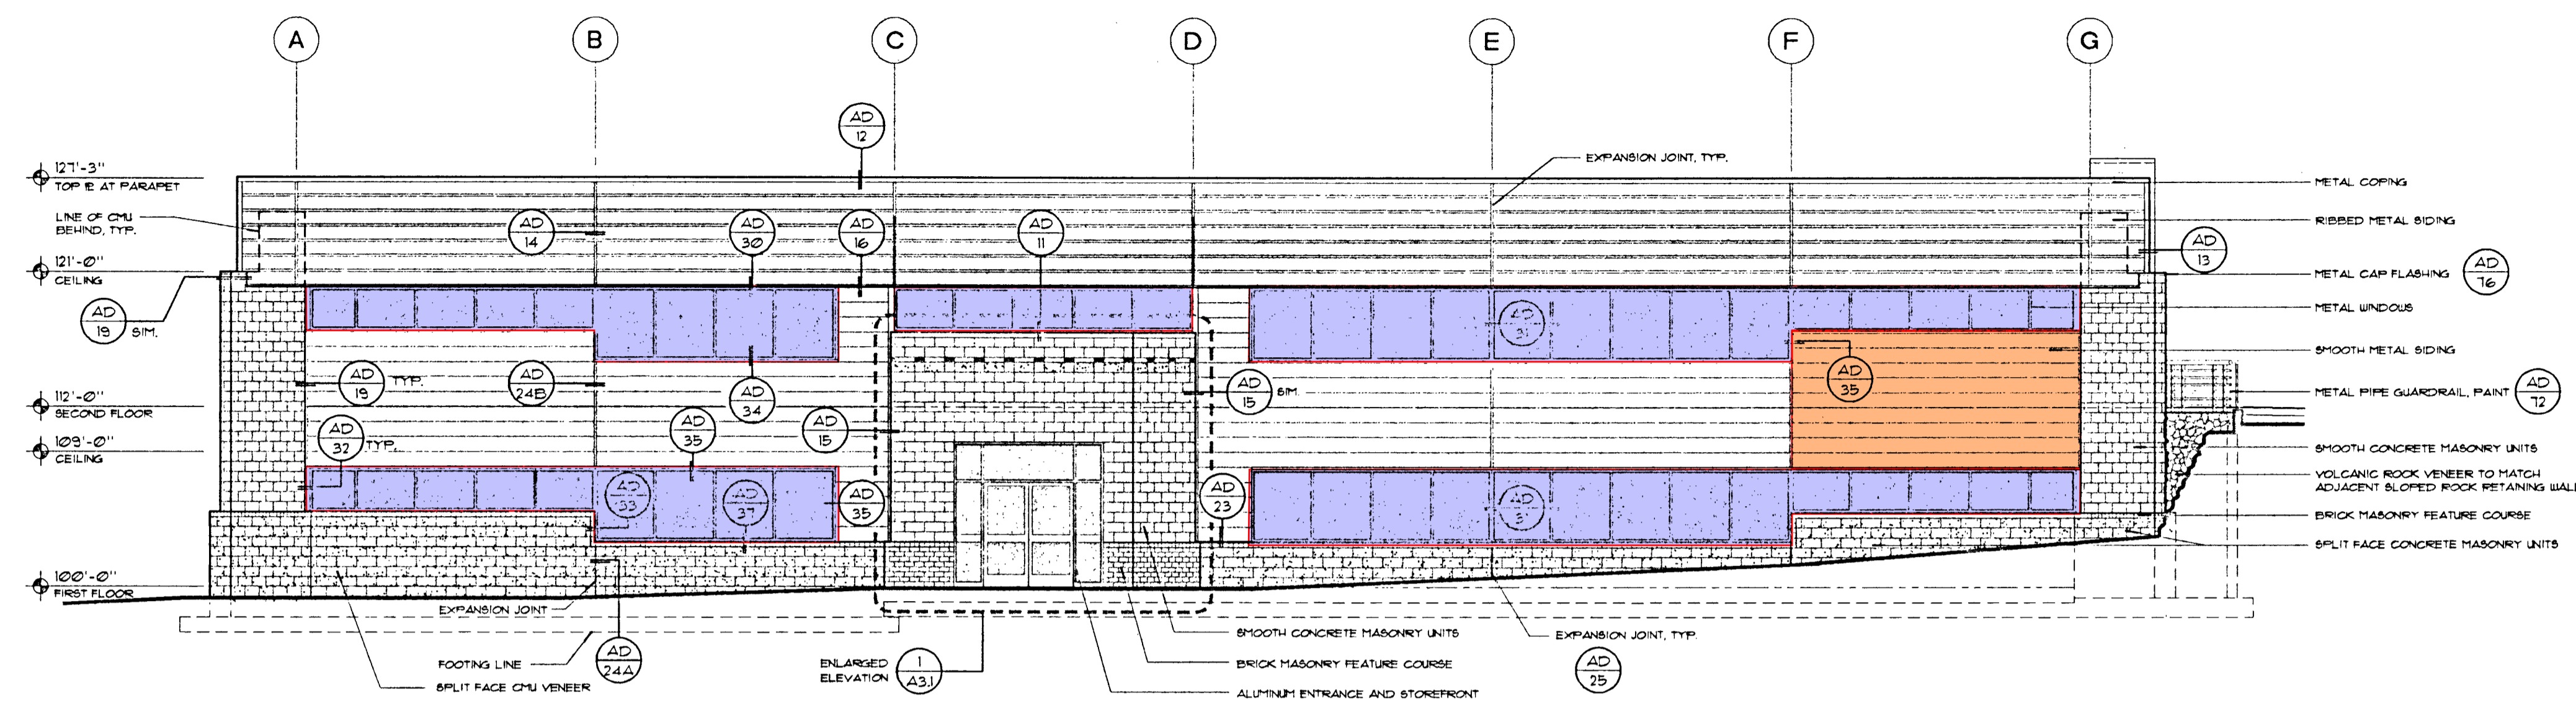 A
B
C
D
E
F
G
AD
12
127'-3"
TOP PL AT PARAPET
LINE OF CMU
BEHIND, TYP.
121'-0"
CEILING
AD
19
SIM.
112'-0"
SECOND FLOOR
109'-0"
CEILING
100'-0"
FIRST FLOOR
AD
14
AD
30
AD
16
AD
11
EXPANSION JOINT, TYP.
AD
19
TYP.
AD
24B
AD
34
AD
32
TYP.
AD
35
AD
15
AD
33
AD
37
AD
35
AD
15
SIM.
AD
23
AD
31
AD
35
AD
31
METAL COPING
RIBBED METAL SIDING
AD
13
METAL CAP FLASHING
AD
76
METAL WINDOWS
SMOOTH METAL SIDING
METAL PIPE GUARDRAIL, PAINT
AD
72
SMOOTH CONCRETE MASONRY UNITS
VOLCANIC ROCK VENEER TO MATCH
ADJACENT SLOPED ROCK RETAINING WALL
BRICK MASONRY FEATURE COURSE
SPLIT FACE CONCRETE MASONRY UNITS
EXPANSION JOINT
FOOTING LINE
AD
24A
SPLIT FACE CMU VENEER
ENLARGED
ELEVATION
1
A3.1
SMOOTH CONCRETE MASONRY UNITS
BRICK MASONRY FEATURE COURSE
ALUMINUM ENTRANCE AND STOREFRONT
EXPANSION JOINT, TYP.
AD
25